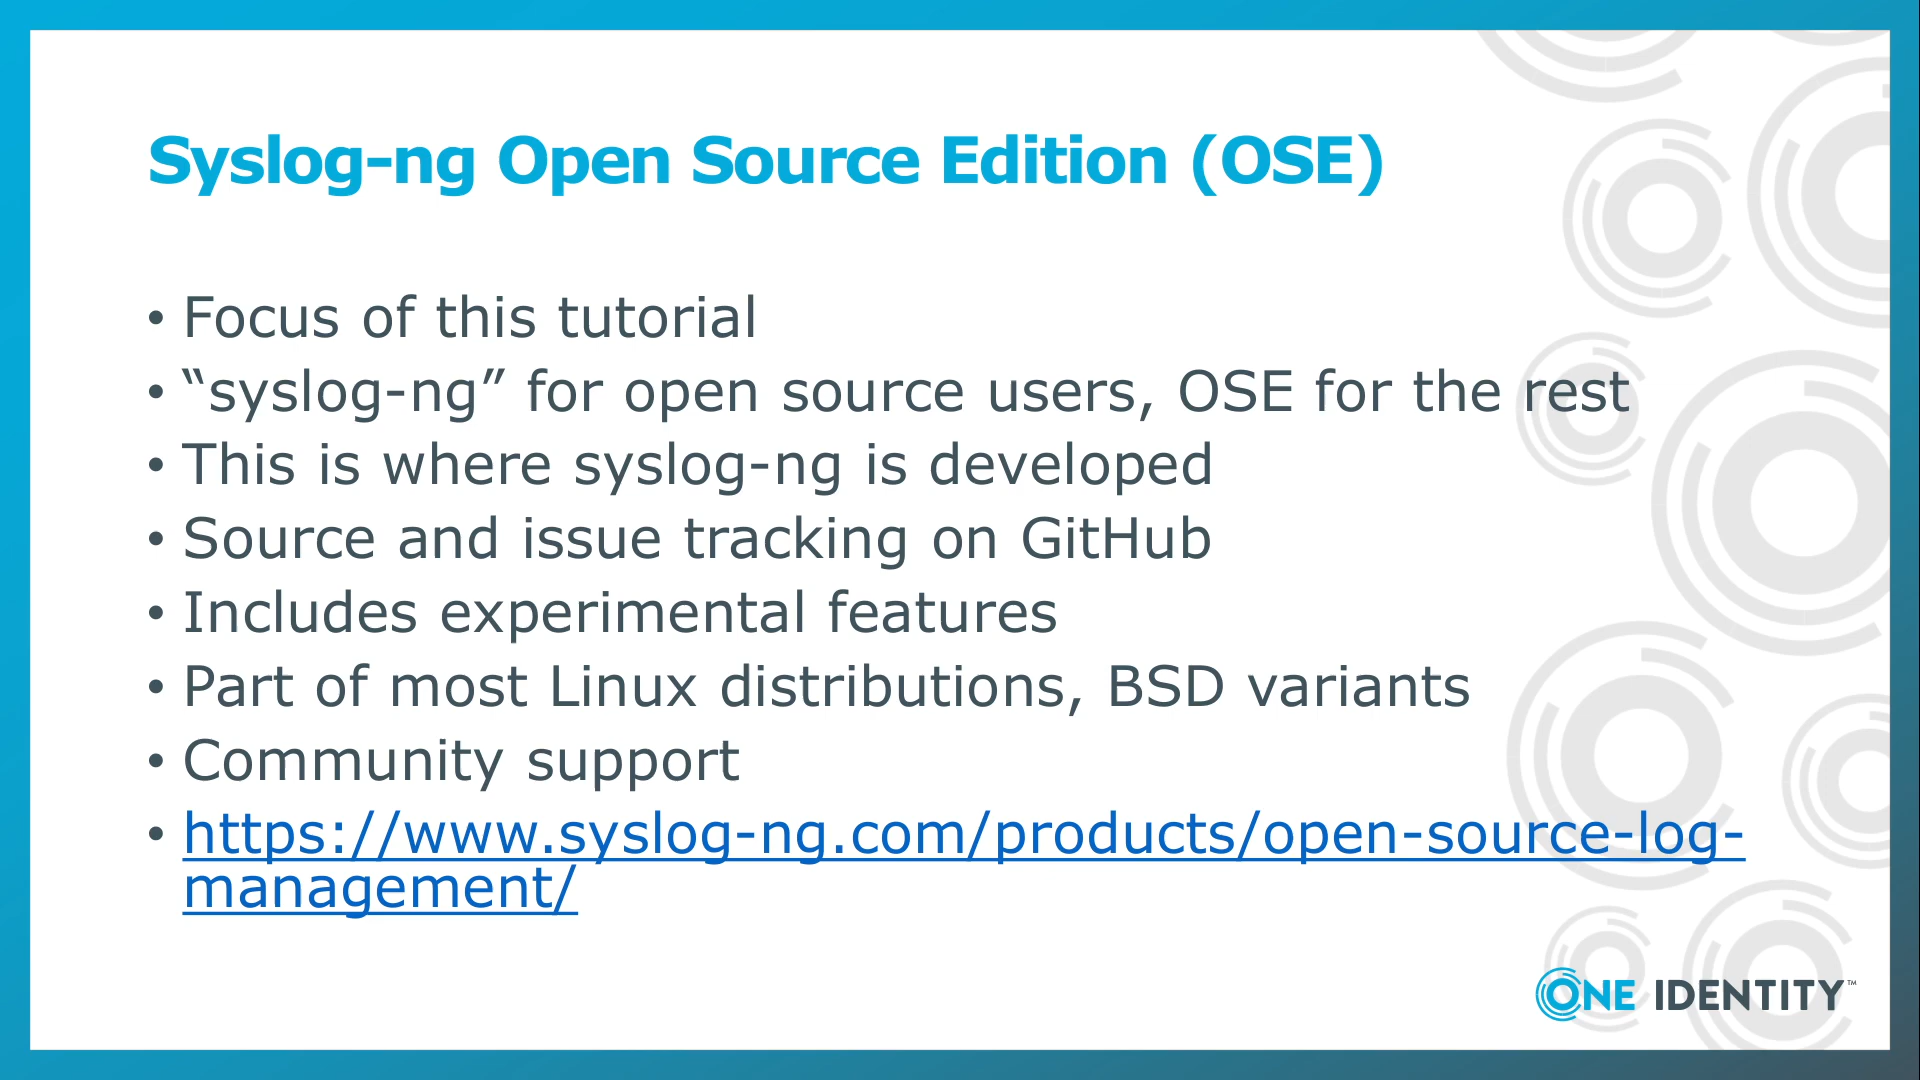 Syslog-ng Open Source Edition (OSE)
• Focus of this tutorial
• “syslog-ng” for open source users, OSE for the rest
• This is where syslog-ng is developed
• Source and issue tracking on GitHub
• Includes experimental features
• Part of most Linux distributions, BSD variants
• Community support
• https://www.syslog-ng.com/products/open-source-log-
management/
ONE IDENTITY™